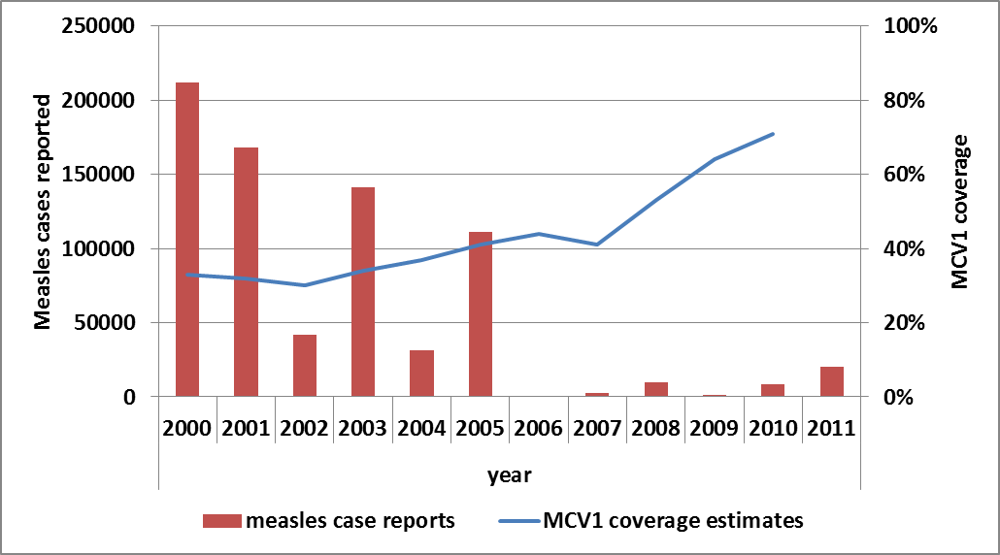 250000
200000
150000
100000
50000
0
Measles cases reported
100%
80%
60%
40%
20%
0%
MCV1 coverage
2000 2001 2002 2003 2004 2005 2006 2007 2008 2009 2010 2011
year
measles case reports MCV1 coverage estimates